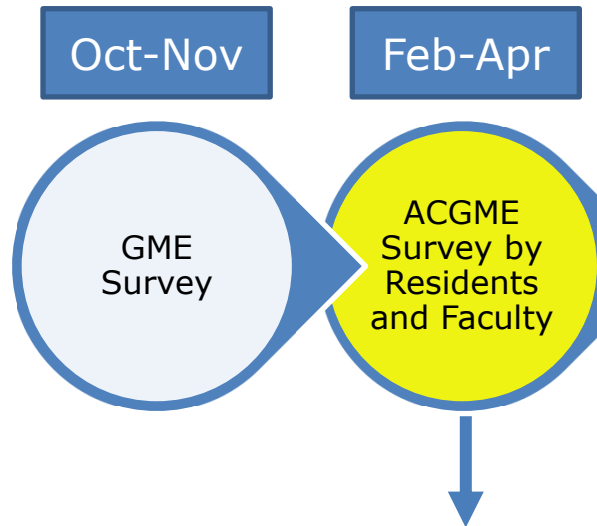 Oct-Nov
Feb-Apr
GME
Survey
ACGME
Survey by
Residents
and Faculty